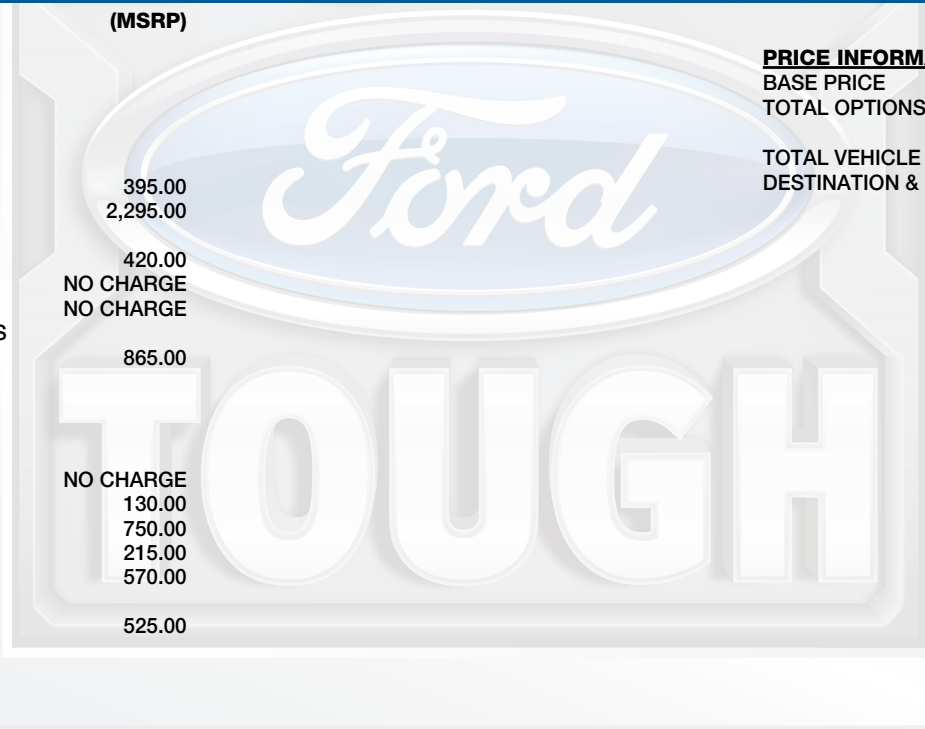 (MSRP)
395.00
2,295.00
420.00
NO CHARGE
NO CHARGE
S
865.00
NO CHARGE
130.00
750.00
215.00
570.00
525.00
PRICE INFORMA
BASE PRICE
TOTAL OPTIONS
TOTAL VEHICLE
DESTINATION &
Ford
TOUGH